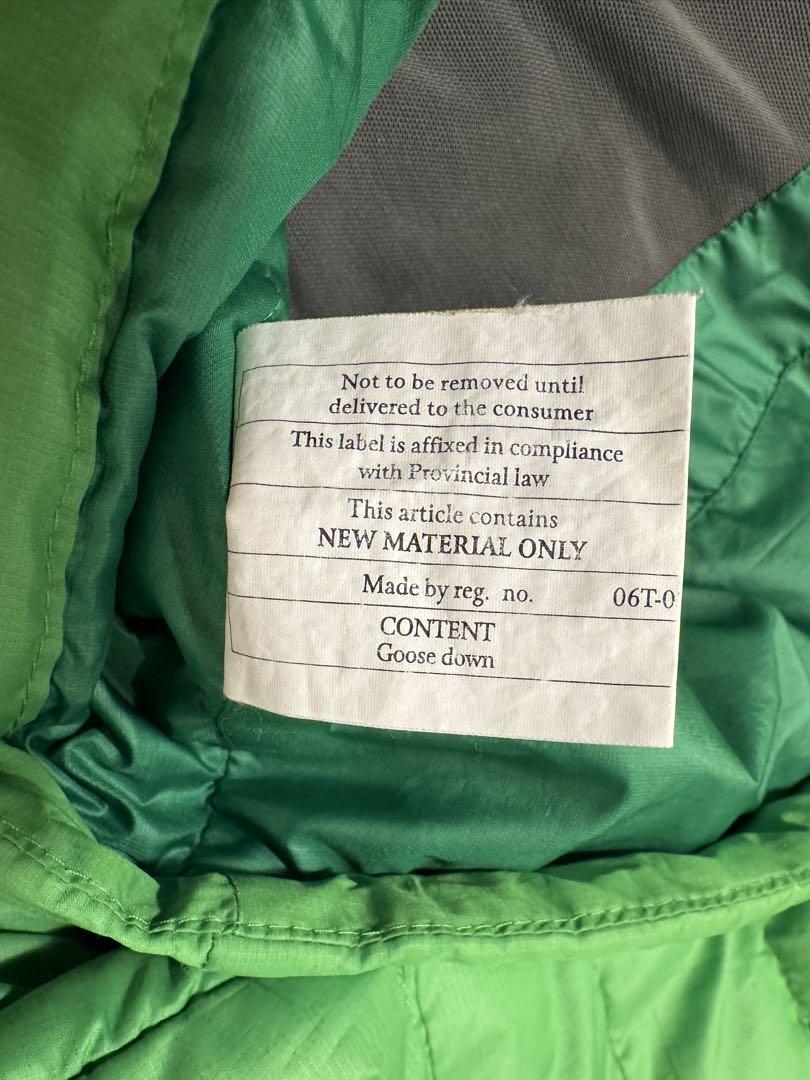 Not to be removed until
delivered to the consumer
This label is affixed in compliance
with Provincial law
This article contains
NEW MATERIAL ONLY
Made by reg. no. 06T-0
CONTENT
Goose down